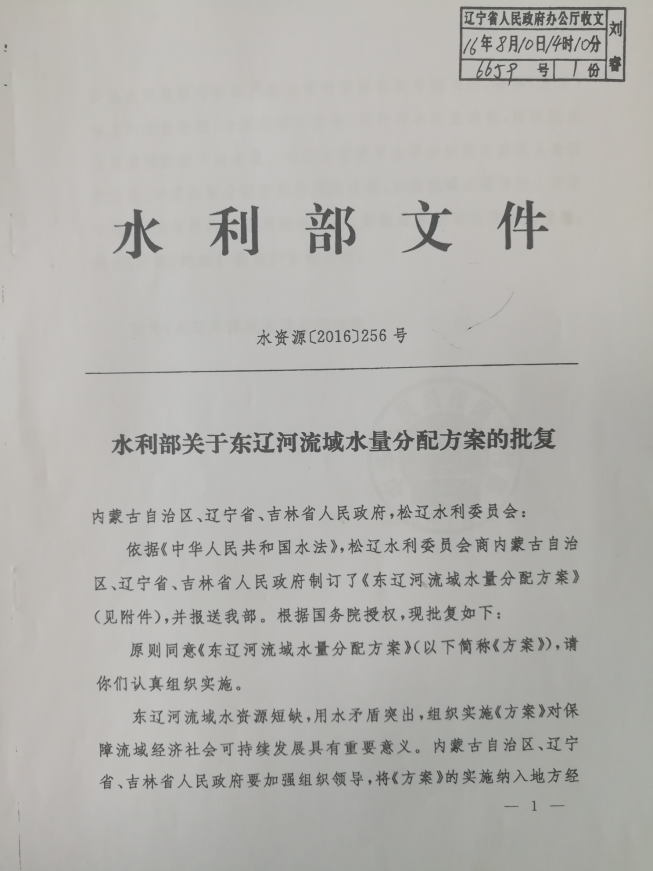 辽宁省人民政府办公厅收文
16年8月10日14时10分
6659号 1份
刘睿
水利部文件
水资源〔2016〕256号
水利部关于东辽河流域水量分配方案的批复
内蒙古自治区、辽宁省、吉林省人民政府,松辽水利委员会:
依据《中华人民共和国水法》,松辽水利委员会商内蒙古自治
区、辽宁省、吉林省人民政府制订了《东辽河流域水量分配方案》
(见附件),并报送我部。根据国务院授权,现批复如下:
原则同意《东辽河流域水量分配方案》(以下简称《方案》),请
你们认真组织实施。
东辽河流域水资源短缺,用水矛盾突出,组织实施《方案》对保
障流域经济社会可持续发展具有重要意义。内蒙古自治区、辽宁
省、吉林省人民政府要加强组织领导,将《方案》的实施纳入地方经
— 1 —